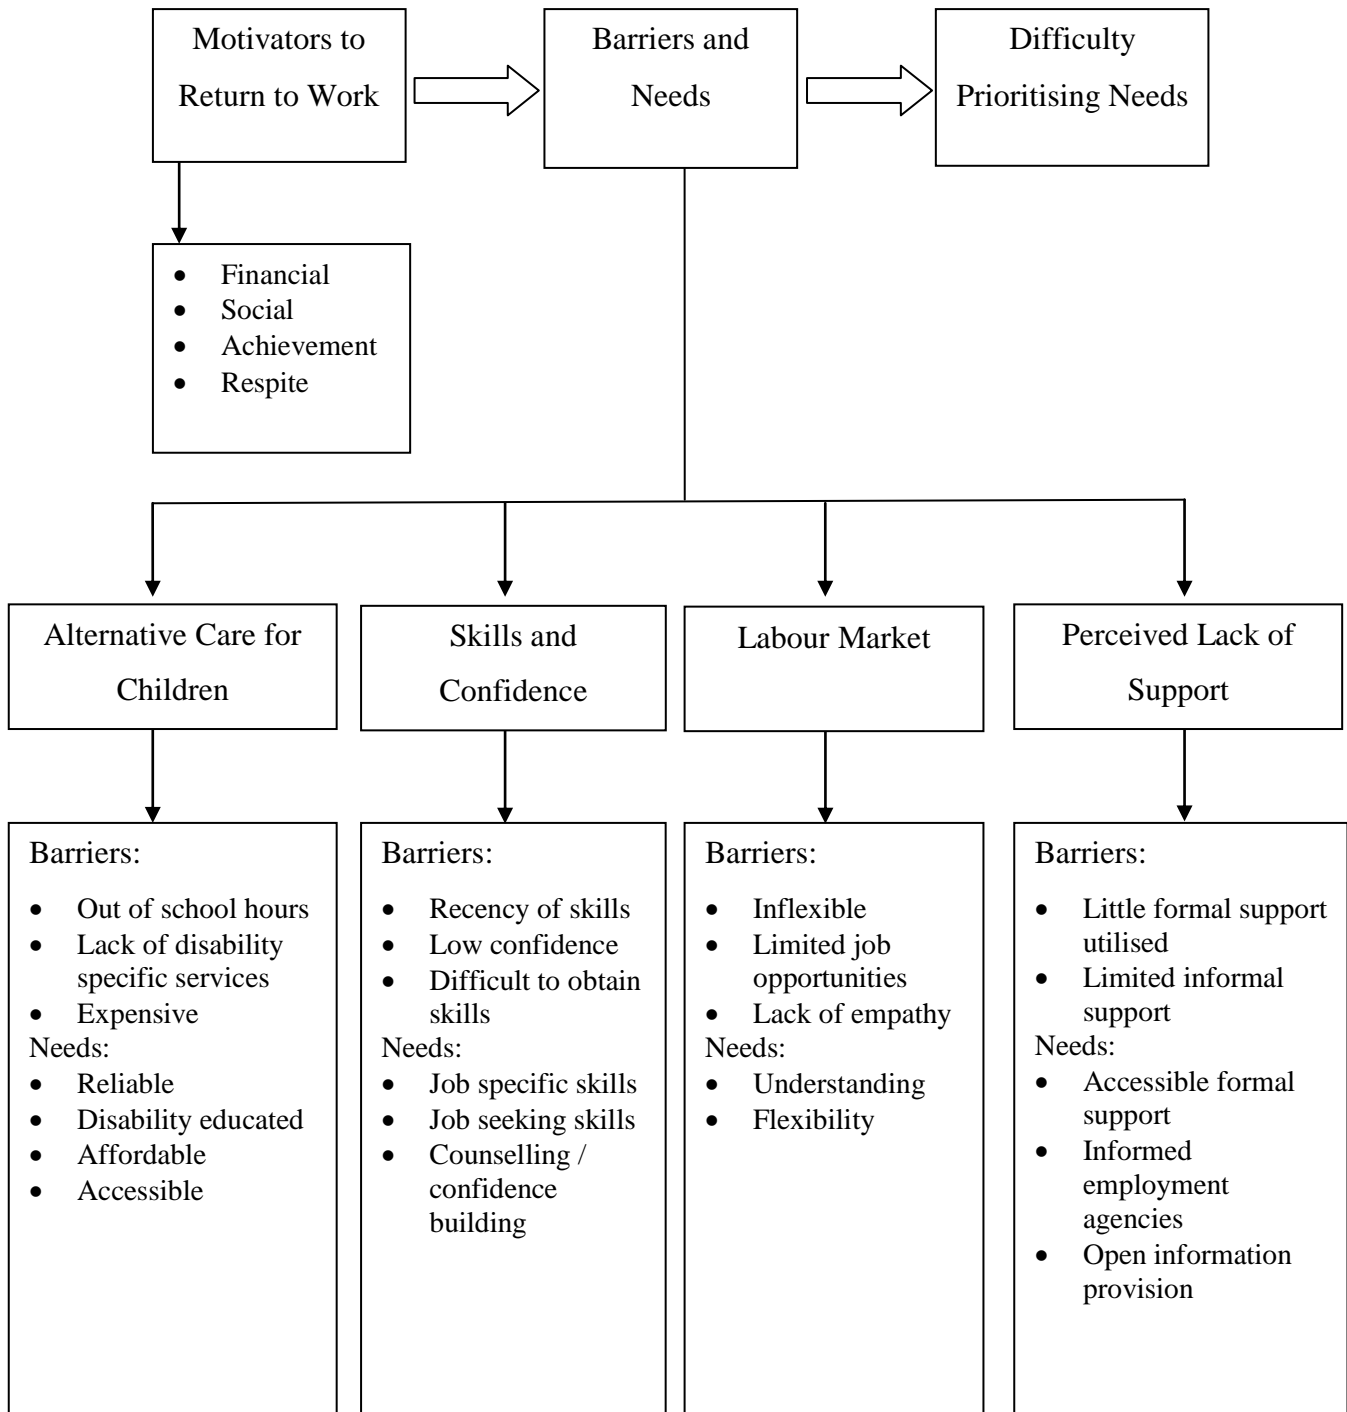 Motivators to
Return to Work
Barriers and
Needs
Difficulty
Prioritising Needs
• Financial
• Social
• Achievement
• Respite
Alternative Care for
Children
Skills and
Confidence
Labour Market
Perceived Lack of
Support
Barriers:
• Out of school hours
• Lack of disability
specific services
• Expensive
Needs:
• Reliable
• Disability educated
• Affordable
• Accessible
Barriers:
• Recency of skills
• Low confidence
• Difficult to obtain
skills
Needs:
• Job specific skills
• Job seeking skills
• Counselling /
confidence
building
Barriers:
• Inflexible
• Limited job
opportunities
• Lack of empathy
Needs:
• Understanding
• Flexibility
Barriers:
• Little formal support
utilised
• Limited informal
support
Needs:
• Accessible formal
support
• Informed
employment
agencies
• Open information
provision